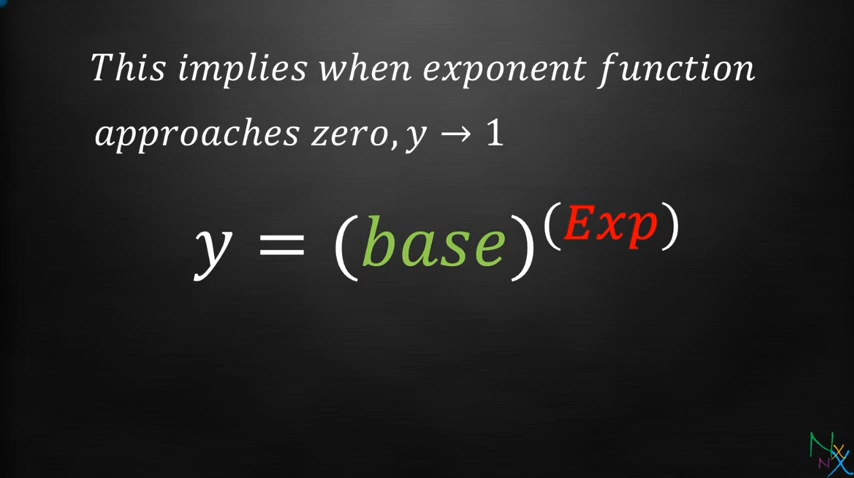 This implies when exponent function
approaches zero, y → 1
y = (base)^(Exp)